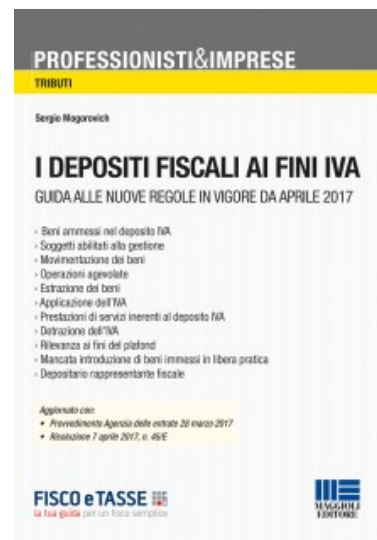 PROFESSIONISTI&IMPRESE
TRIBUTI
Sergio Mogorovich
I DEPOSITI FISCALI AI FINI IVA
GUIDA ALLE NUOVE REGOLE IN VIGORE DA APRILE 2017
› Beni ammessi nel deposito IVA
› Soggetti abilitati alla gestione
› Movimentazione dei beni
› Operazioni agevolate
› Estrazione dei beni
› Applicazione dell'IVA
› Prestazioni di servizi inerenti al deposito IVA
› Detrazione dell'IVA
› Rilevanza ai fini del plafond
› Mancata introduzione di beni immessi in libera pratica
› Depositario rappresentante fiscale
Aggiornato con:
• Provvedimento Agenzia delle entrate 28 marzo 2017
• Risoluzione 7 aprile 2017, n. 45/E
FISCO e TASSE
la tua guida per un fisco semplice
MAGGIOLI
EDITORE